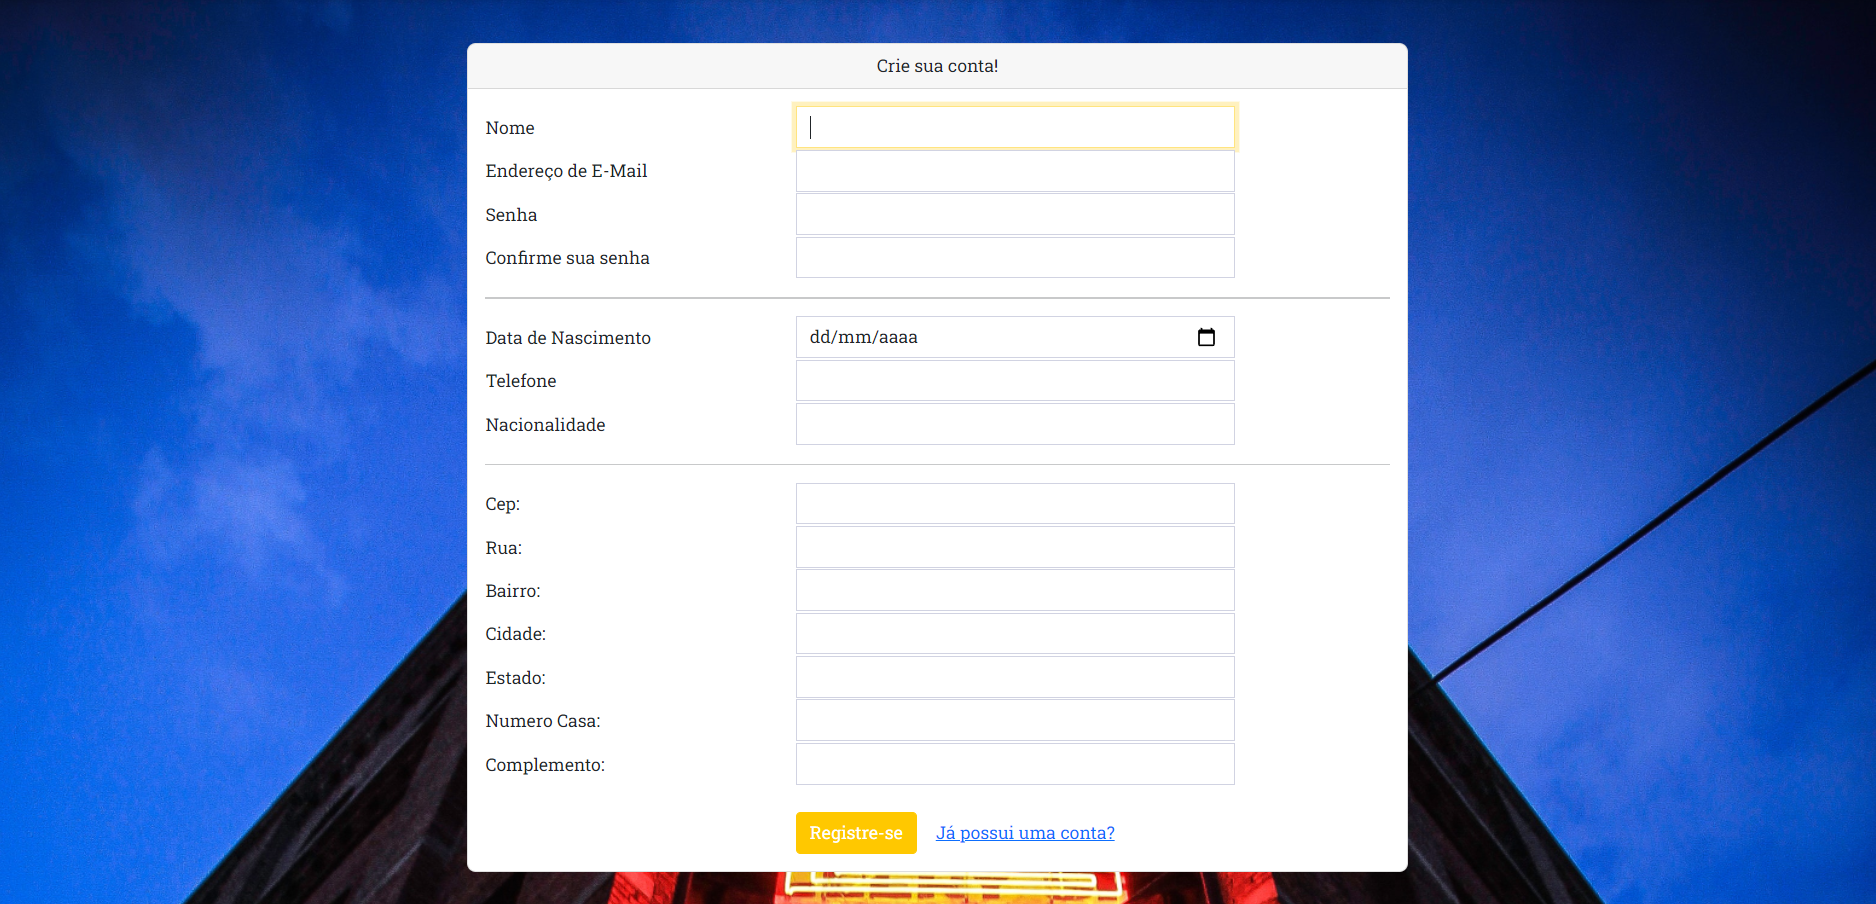 Crie sua conta!
Nome
Endereço de E-Mail
Senha
Confirme sua senha
Data de Nascimento dd/mm/aaaa
Telefone
Nacionalidade
Cep:
Rua:
Bairro:
Cidade:
Estado:
Numero Casa:
Complemento:
Registre-se Já possui uma conta?